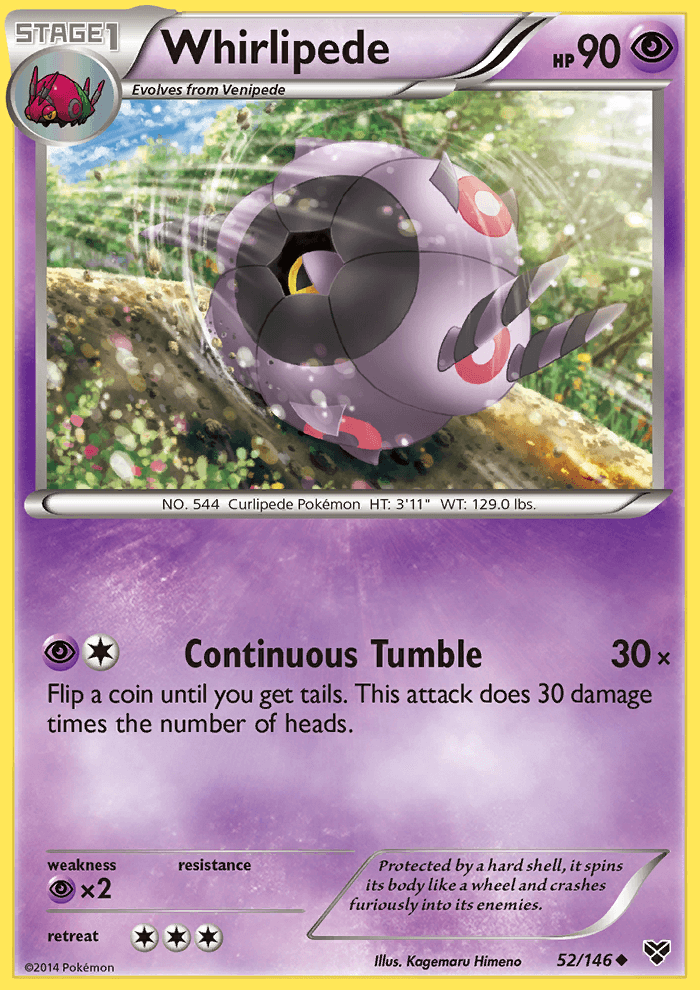 STAGE1
Whirlipede
HP 90
Evolves from Venipede
NO. 544 Curlipede Pokémon HT: 3'11" WT: 129.0 lbs.
Continuous Tumble 30×
Flip a coin until you get tails. This attack does 30 damage
times the number of heads.
weakness resistance
×2
retreat
Protected by a hard shell, it spins
its body like a wheel and crashes
furiously into its enemies.
©2014 Pokémon
Illus. Kagemaru Himeno
52/146